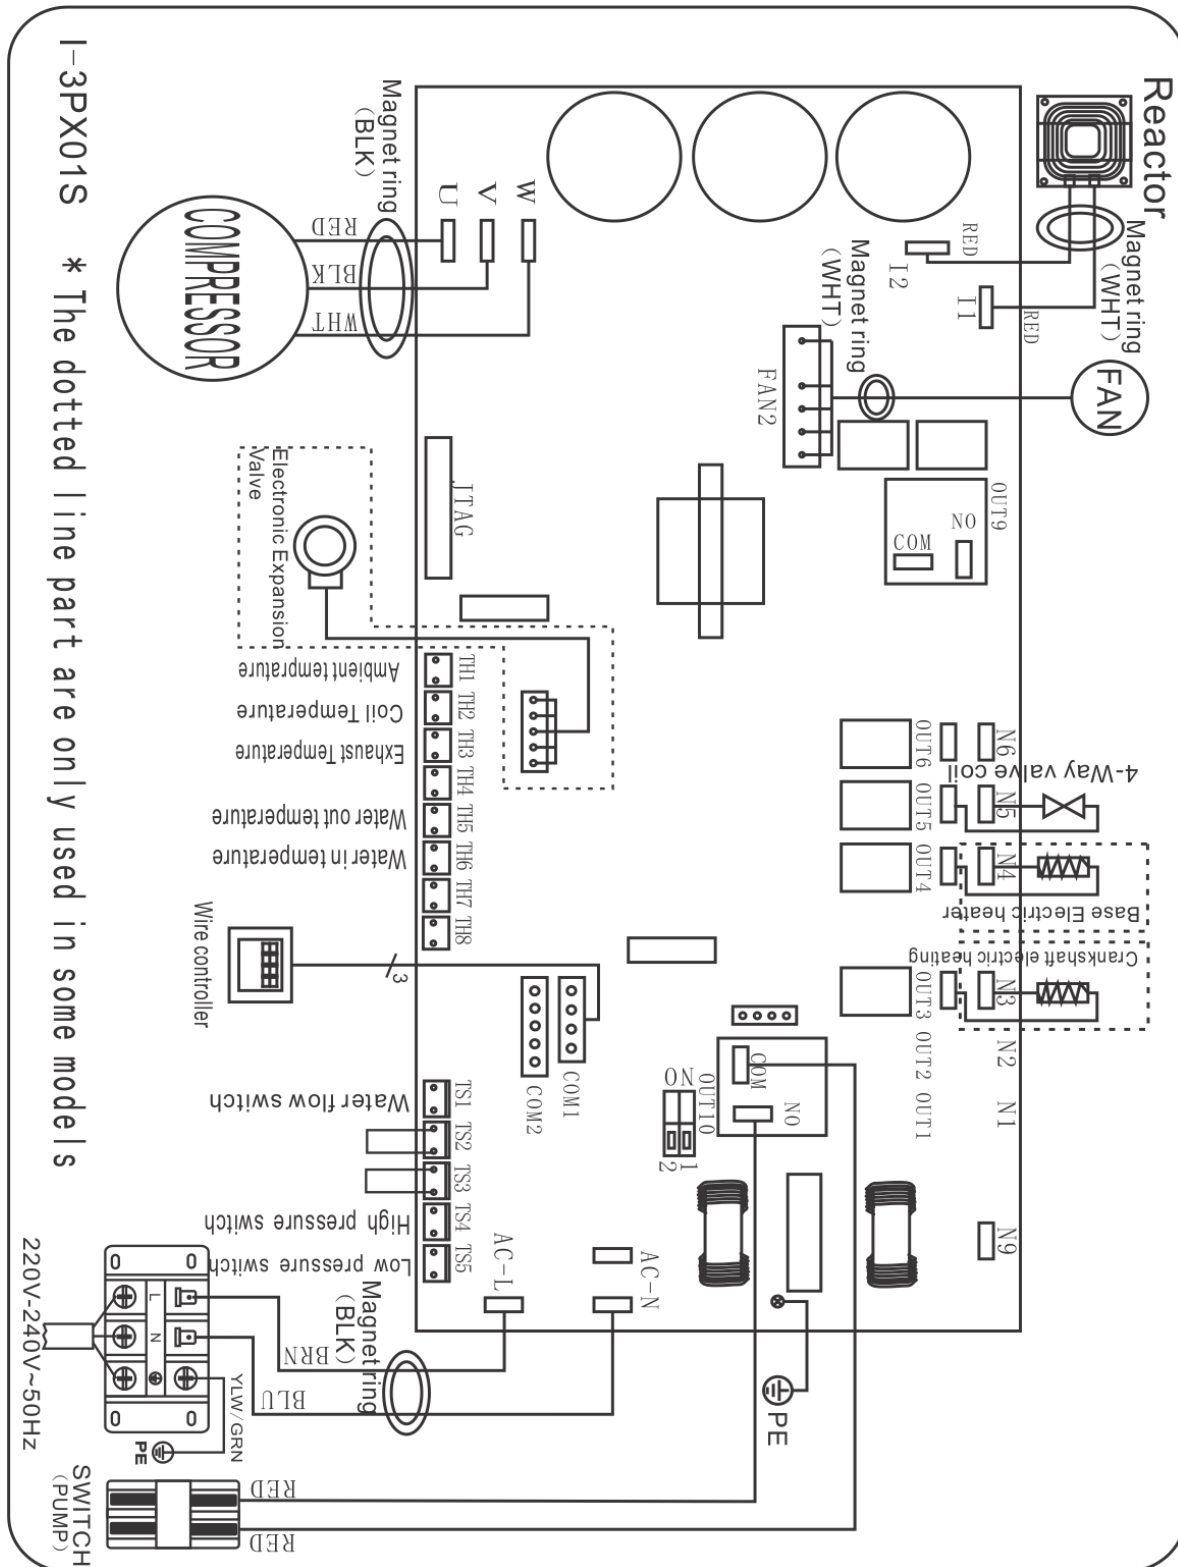 Reactor
Magnet ring
(WHT)
RED
RED
I2
I1
FAN
Magnet ring
(WHT)
FAN2
OUT9
NO
COM
Magnet ring
(BLK)
U
V
W
RED
BLK
WHT
COMPRESSOR
I-3PX01S
* The dotted line part are only used in some models
Electronic Expansion
Valve
JTAG
TH1
TH2
TH3
TH4
TH5
TH6
TH7
TH8
Ambient temprature
Coil Temperature
Exhaust Temperature
Water out temperature
Water in temperature
Wire controller
3
COM1
COM2
N6
OUT6
4-Way valve coil
N5
OUT5
N4
OUT4
Base Electric heater
Crankshaft electric heating
N3
OUT3
N2
OUT2
N1
OUT1
COM
NO
OUT10
ON
1
2
N9
TS1
TS2
TS3
TS4
TS5
Water flow switch
High pressure switch
Low pressure switch
AC-L
AC-N
Magnet ring
(BLK)
BRN
BLU
L
N
YLW/GRN
PE
PE
220V-240V~50Hz
SWITCH
(PUMP)
RED
RED